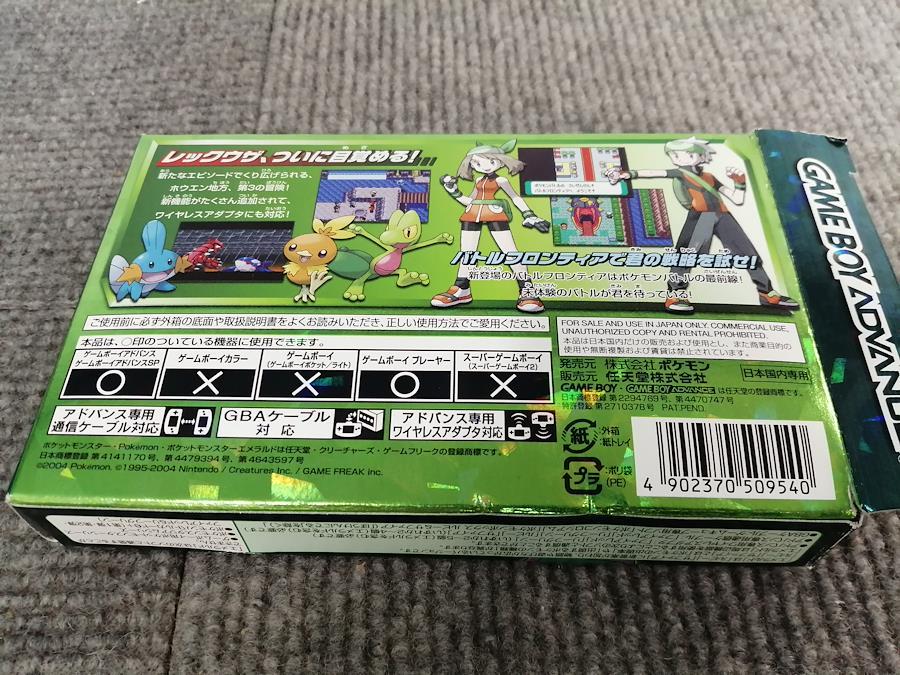 レックウザ、ついに目覚める!
新たなエピソードでくり広げられる、
ホウエン地方、第3の冒険!
新機能がたくさん追加されて、
ワイヤレスアダプタにも対応!
バトルフロンティアで君の戦略を試せ!
新登場のバトルフロンティアはポケモンバトルの最前線!
未体験のバトルが君を待っている!
GAME BOY ADVANCE
ご使用前に必ず外箱の底面や取扱説明書をよくお読みいただき、正しい使用方法でご愛用ください。
本品は、○印のついている機器に使用できます。
ゲームボーイアドバンス
ゲームボーイアドバンスSP
○
ゲームボーイカラー
×
ゲームボーイ
(ゲームボーイポケット/ライト)
×
ゲームボーイ プレーヤー
○
スーパーゲームボーイ
(スーパーゲームボーイ2)
×
アドバンス専用
通信ケーブル対応
GBAケーブル
対応
アドバンス専用
ワイヤレスアダプタ対応
FOR SALE AND USE IN JAPAN ONLY. COMMERCIAL USE,
UNAUTHORIZED COPY AND RENTAL PROHIBITED.
本品は日本国内だけの販売および使用とし、また商業目的の
使用や無断複製および賃貸は禁止されています。
発売元 株式会社ポケモン
販売元 任天堂株式会社
日本国内専用
GAME BOY・GAME BOY ADVANCE は任天堂の登録商標です。
日本商標登録 第2294769号、第4470747号
特許登録 第2710378号 PAT.PEND.
ポケットモンスター・Pokémon・ポケットモンスターエメラルドは任天堂・クリーチャーズ・ゲームフリークの登録商標です。
日本商標登録 第4141170号、第4479394号、第4643597号
©2004 Pokémon. ©1995-2004 Nintendo / Creatures inc. / GAME FREAK inc.
紙
:外箱
:紙トレイ
プラ
:ポリ袋
(PE)
4 902370 509540